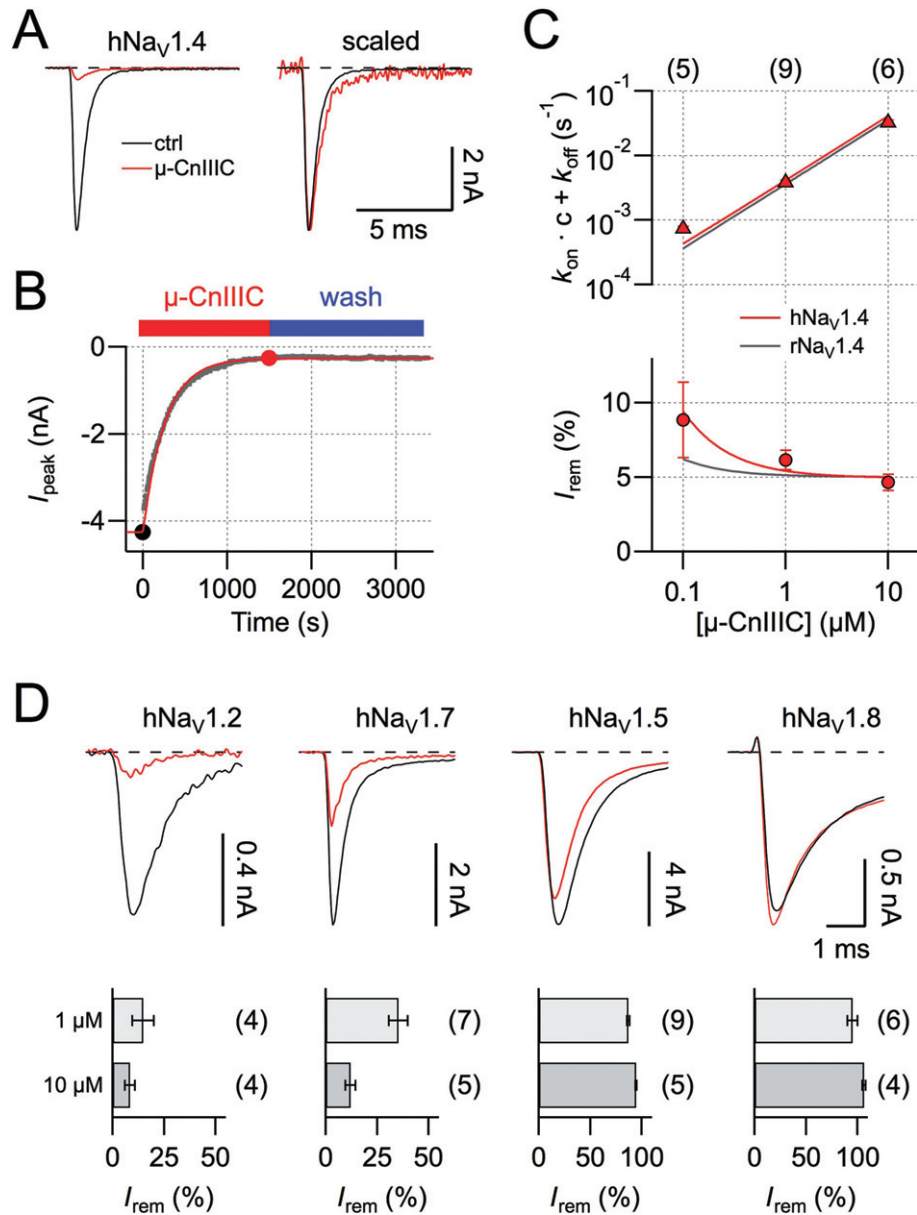 A
hNaV1.4
scaled
ctrl
μ-CnIIIC
2 nA
5 ms
B
μ-CnIIIC
wash
0
-2
-4
Ipeak (nA)
0
1000
2000
3000
Time (s)
C
(5)
(9)
(6)
10-1
10-2
10-3
10-4
kon · c + koff (s-1)
hNaV1.4
rNaV1.4
10
5
0
Irem (%)
0.1
1
10
[μ-CnIIIC] (μM)
D
hNaV1.2
hNaV1.7
hNaV1.5
hNaV1.8
0.4 nA
2 nA
4 nA
0.5 nA
1 ms
1 μM
(4)
(7)
(9)
(6)
10 μM
(4)
(5)
(5)
(4)
0
25
50
0
25
50
0
50
100
0
50
100
Irem (%)
Irem (%)
Irem (%)
Irem (%)